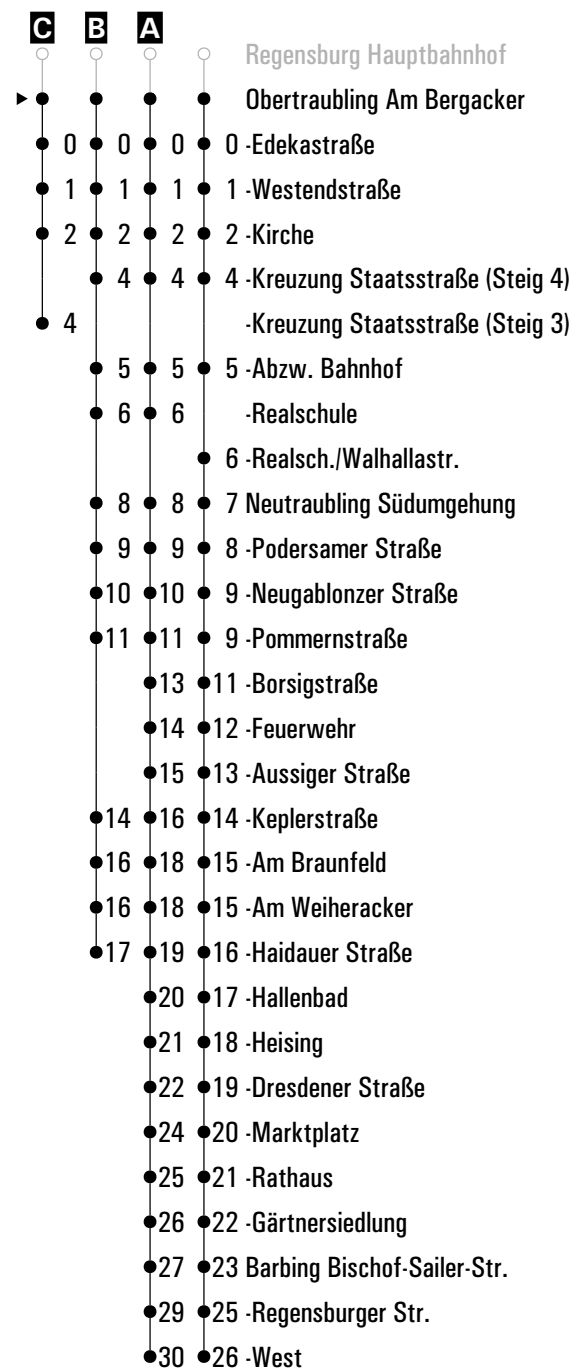 C B A
Regensburg Hauptbahnhof
Obertraubling Am Bergacker
0 0 0 0 -Edekastraße
1 1 1 1 -Westendstraße
2 2 2 2 -Kirche
4 4 4 -Kreuzung Staatsstraße (Steig 4)
4 -Kreuzung Staatsstraße (Steig 3)
5 5 5 -Abzw. Bahnhof
6 6 -Realschule
6 -Realsch./Walhallastr.
8 8 7 Neutraubling Südumgehung
9 9 8 -Podersamer Straße
10 10 9 -Neugablonzer Straße
11 11 9 -Pommernstraße
13 11 -Borsigstraße
14 12 -Feuerwehr
15 13 -Aussiger Straße
14 16 14 -Keplerstraße
16 18 15 -Am Braunfeld
16 18 15 -Am Weiheracker
17 19 16 -Haidauer Straße
20 17 -Hallenbad
21 18 -Heising
22 19 -Dresdener Straße
24 20 -Marktplatz
25 21 -Rathaus
26 22 -Gärtnersiedlung
27 23 Barbing Bischof-Sailer-Str.
29 25 -Regensburger Str.
30 26 -West